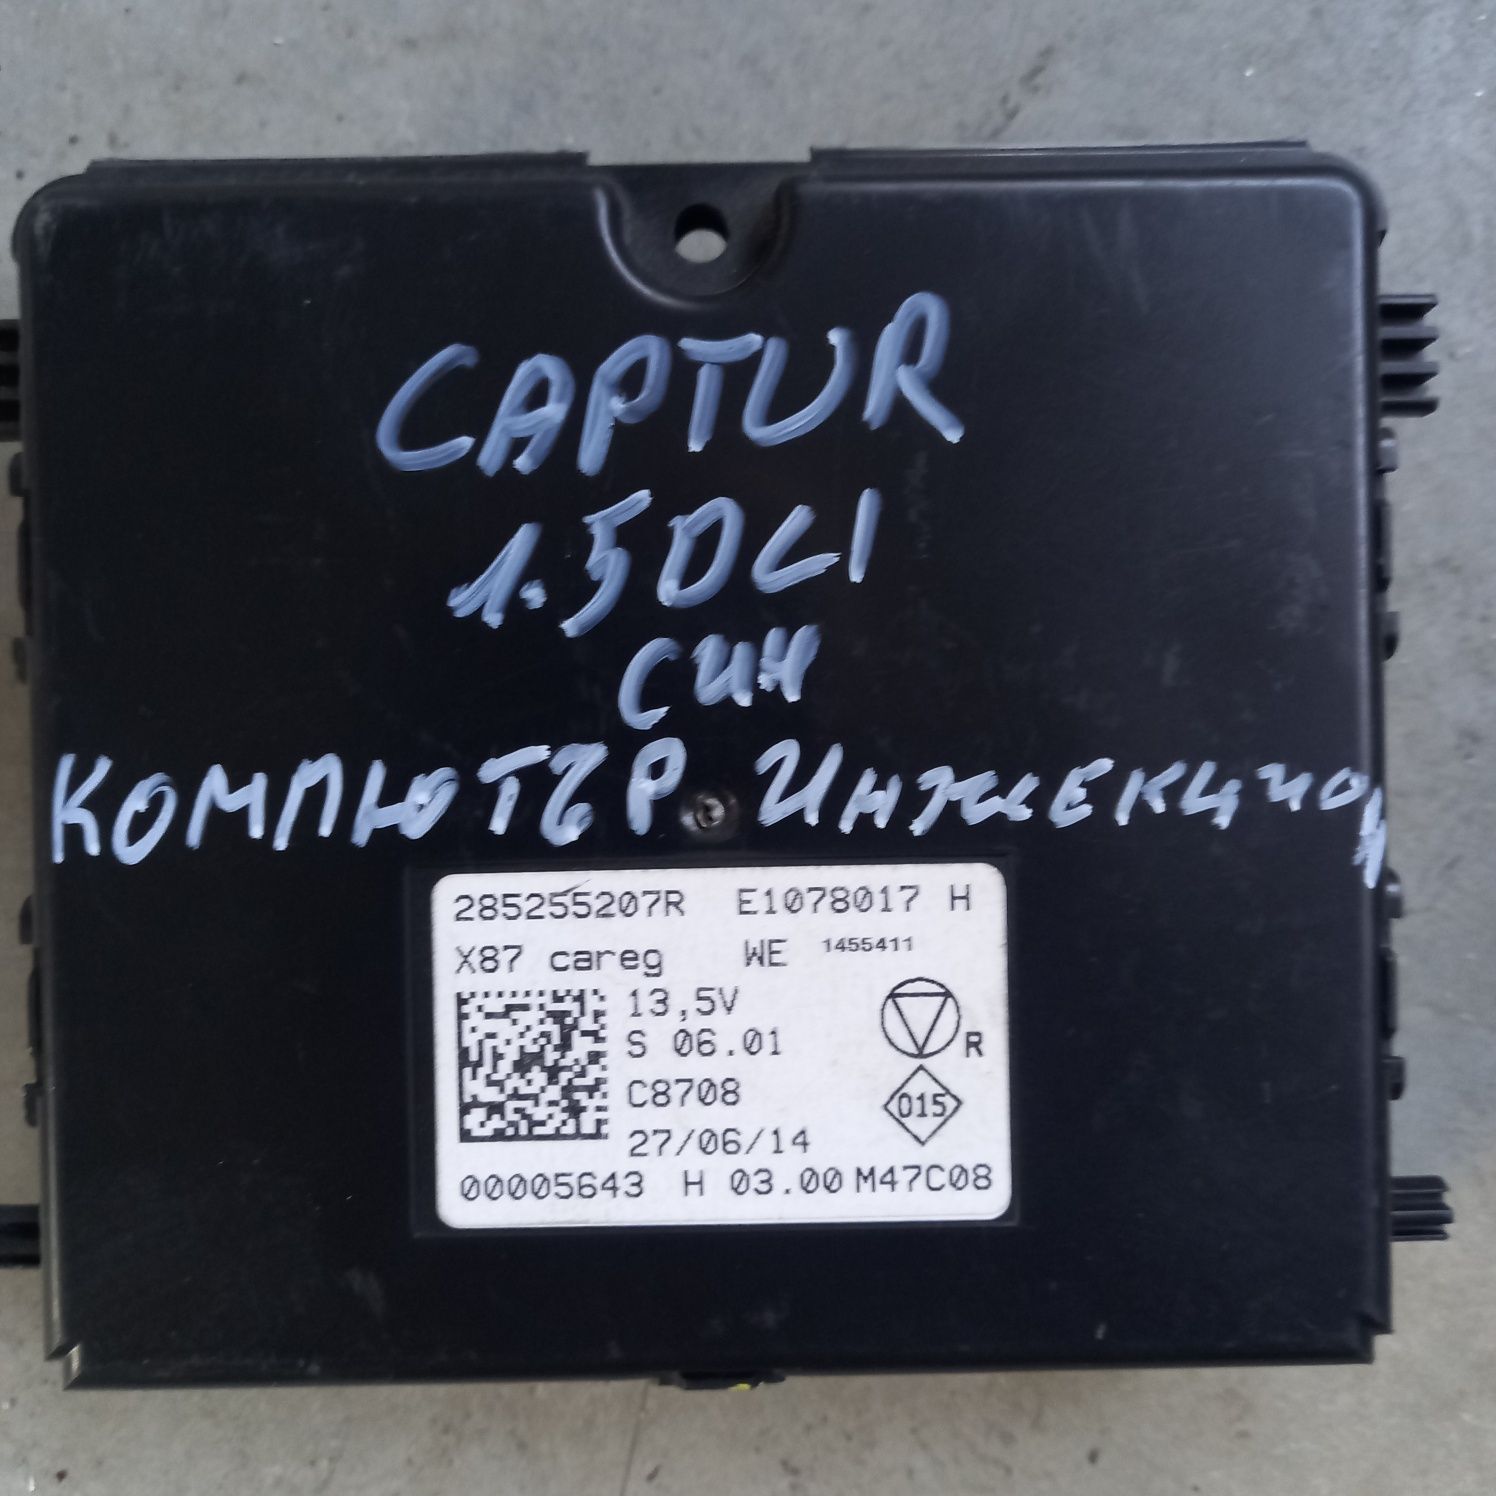 CAPTUR
1.5DCI
СИН
КОМПЮТЪР ИНЖЕКЦИОН
285255207R E1078017 H
X87 careg WE 1455411
13,5V
S 06.01
R
C8708
015
27/06/14
00005643 H 03.00 M47C08